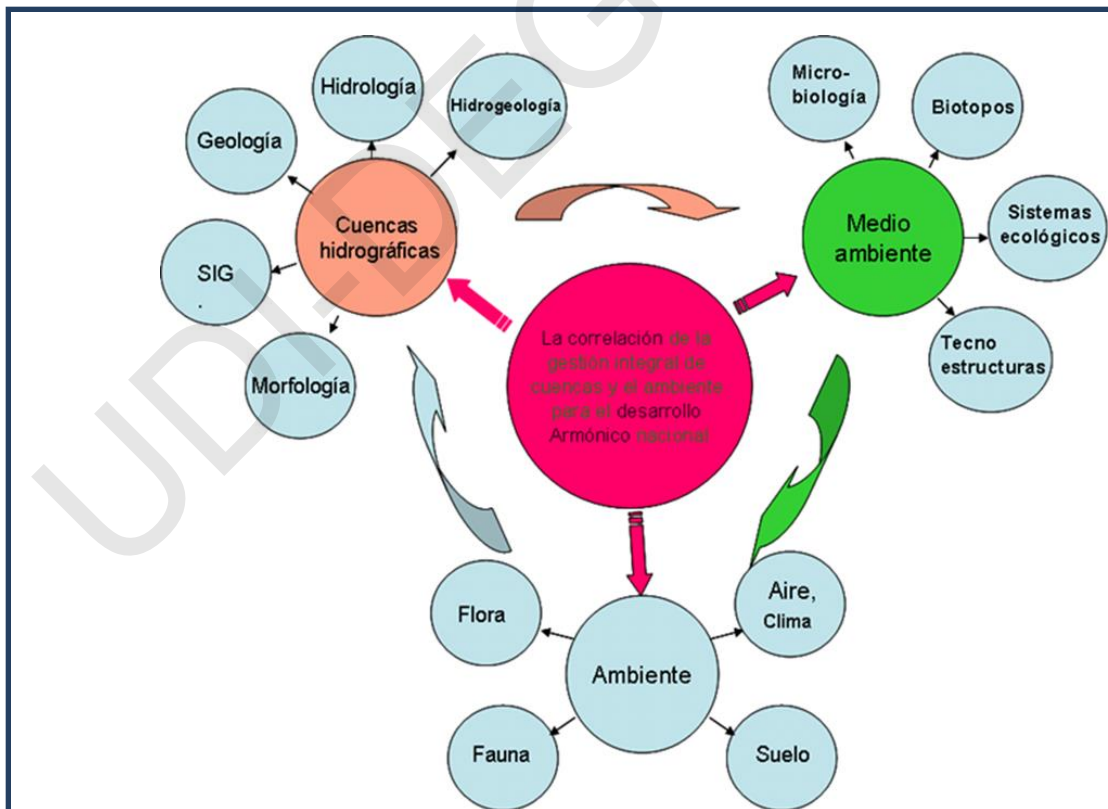 Hidrología
Hidrogeología
Geología
Cuencas
hidrográficas
SIG
.
Morfología
Micro-
biología
Biotopos
Medio
ambiente
Sistemas
ecológicos
Tecno
estructuras
La correlación de la
gestión integral de
cuencas y el ambiente
para el desarrollo
Armónico nacional
Flora
Aire,
Clima
Ambiente
Fauna
Suelo
UDI-DEG